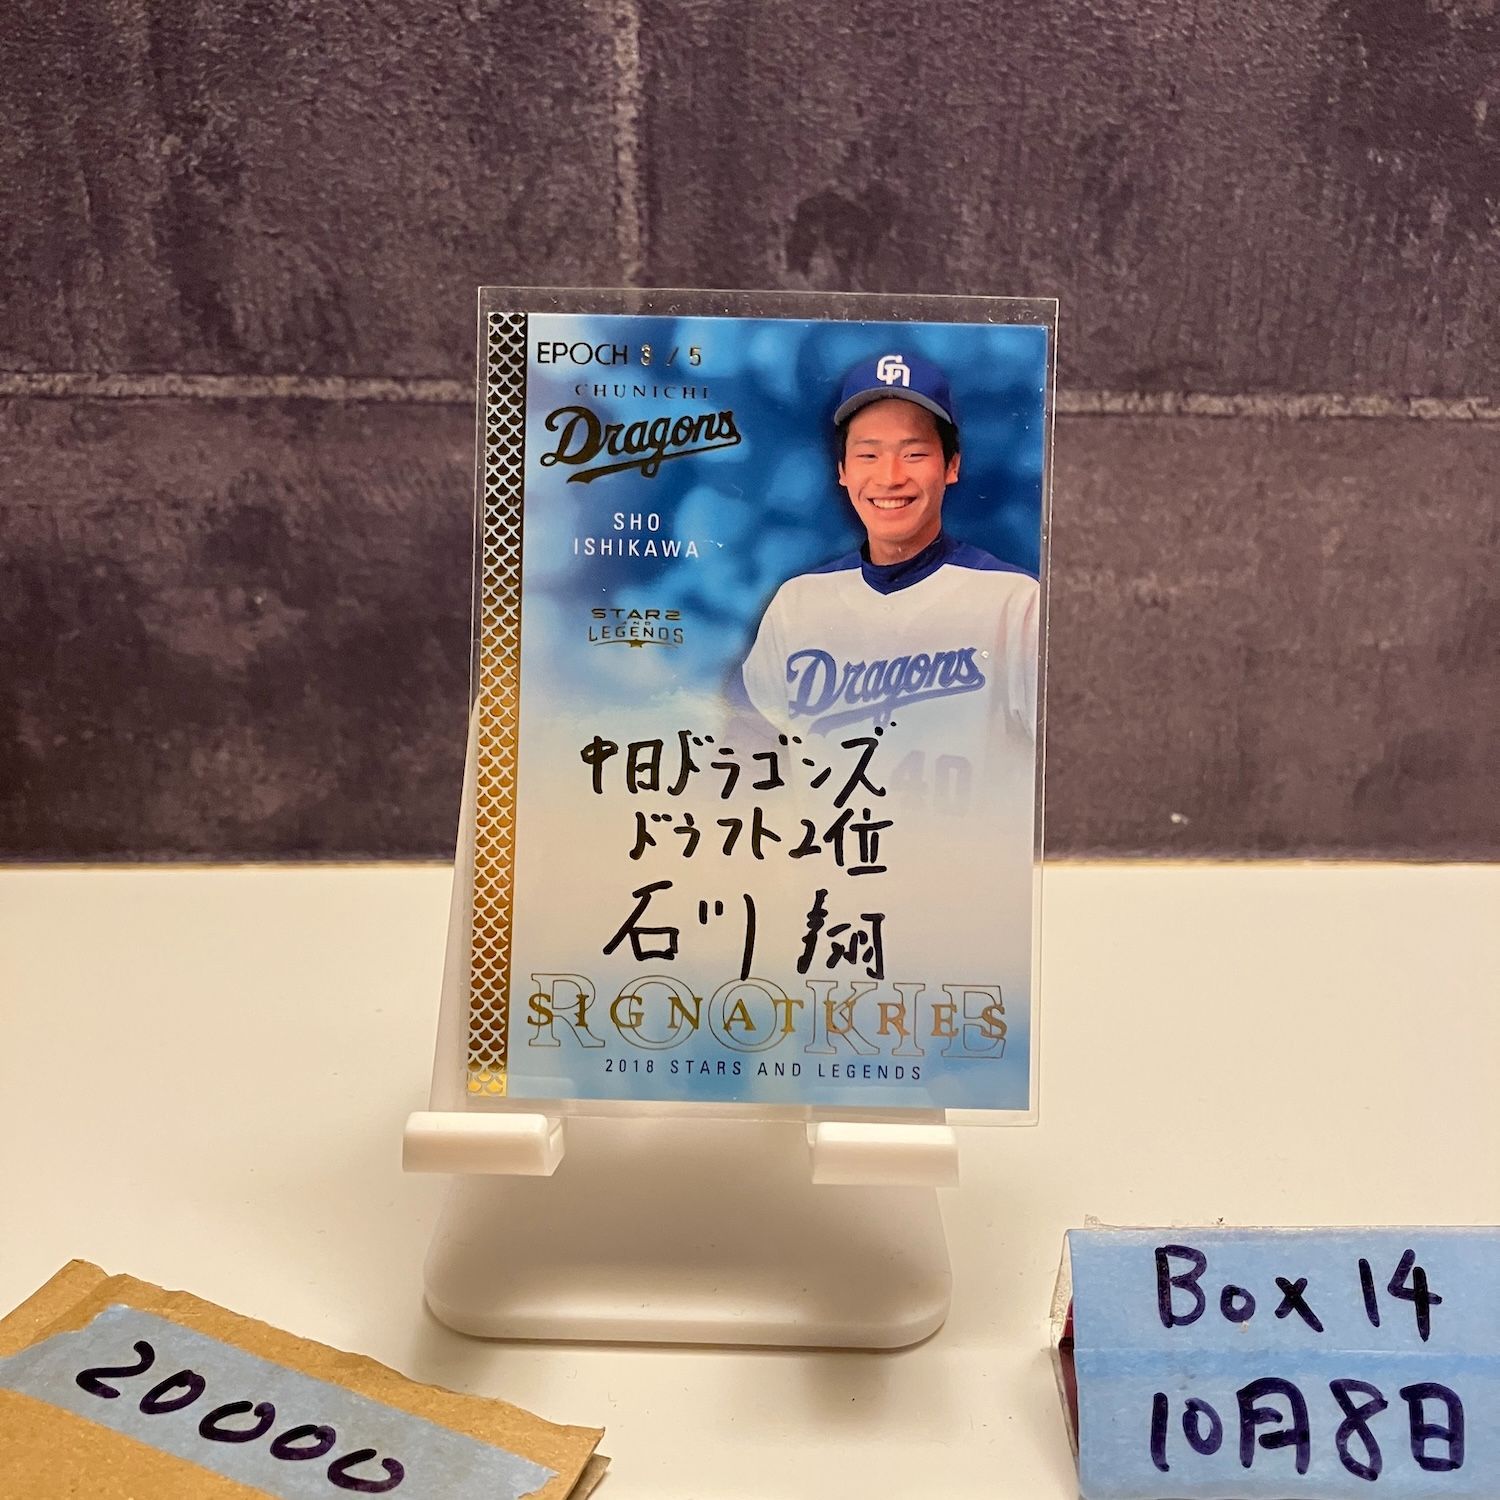 EPOCH 3 / 5
CHUNICHI
Dragons
SHO
ISHIKAWA
STARS
AND
LEGENDS
Dragons
40
中日ドラゴンズ
ドラフト2位
石川 翔
ROOKIE
SIGNATURES
2018 STARS AND LEGENDS
20000
Box 14
10月8日